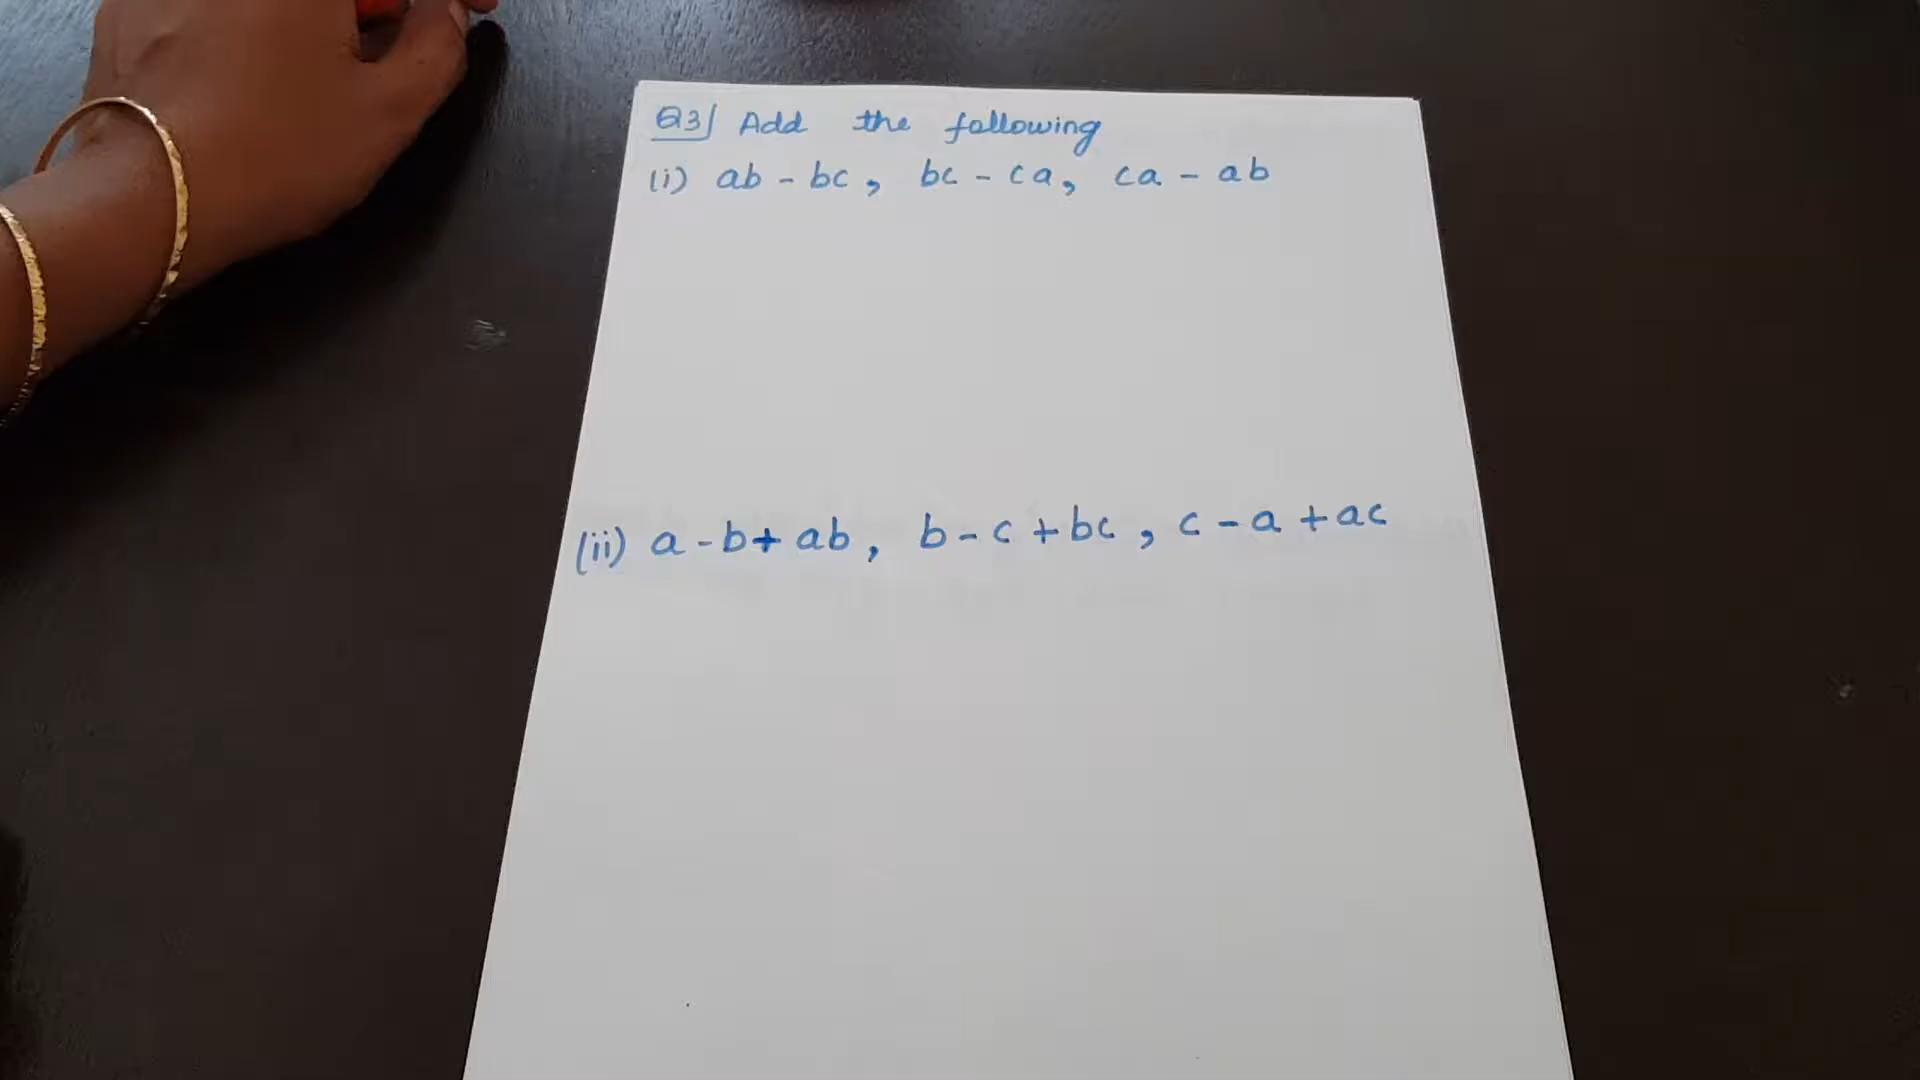 Q3 Add the following
(i) ab - bc, bc - ca, ca - ab
(ii) a - b + ab, b - c + bc, c - a + ac